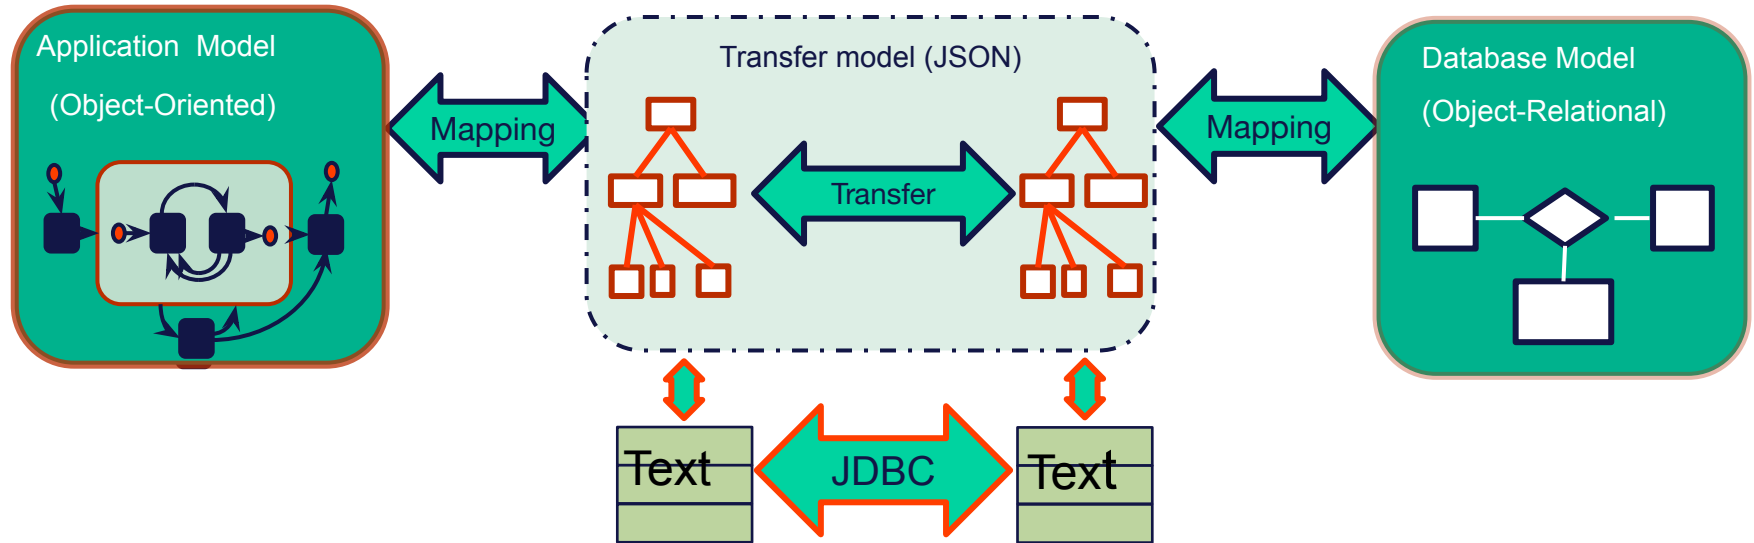 Application Model
(Object-Oriented)
Mapping
Transfer model (JSON)
Transfer
Mapping
Database Model
(Object-Relational)
Text
JDBC
Text